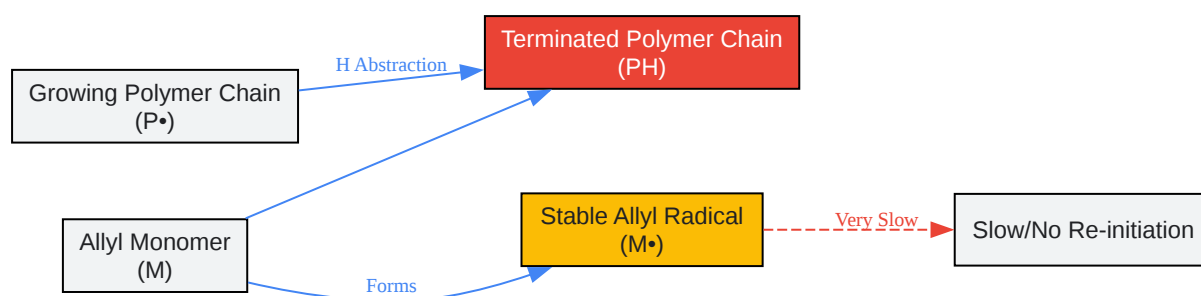 Terminated Polymer Chain
(PH)
H Abstraction
Growing Polymer Chain
(P•)
Allyl Monomer
(M)
Stable Allyl Radical
(M•)
Very Slow
Slow/No Re-initiation
Forms